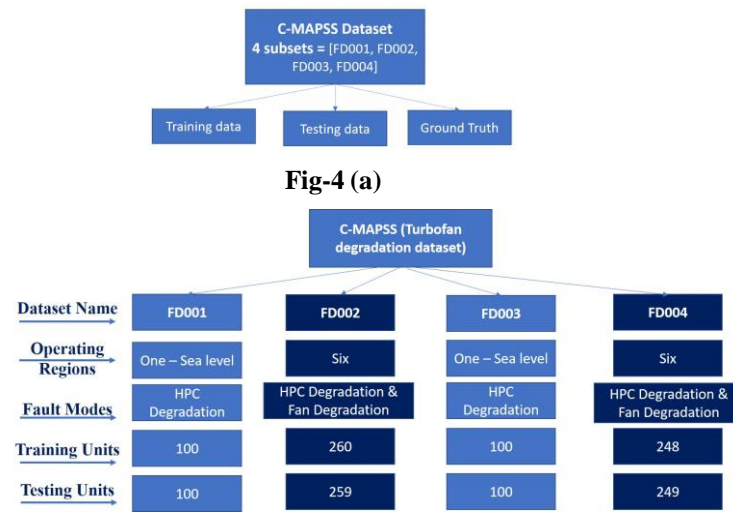 C-MAPSS Dataset
4 subsets = [FD001, FD002,
FD003, FD004]
Training data
Testing data
Ground Truth
Fig-4 (a)
C-MAPSS (Turbofan
degradation dataset)
Dataset Name
FD001
FD002
FD003
FD004
Operating
Regions
One – Sea level
Six
One – Sea level
Six
Fault Modes
HPC
Degradation
HPC Degradation &
Fan Degradation
HPC
Degradation
HPC Degradation &
Fan Degradation
Training Units
100
260
100
248
Testing Units
100
259
100
249